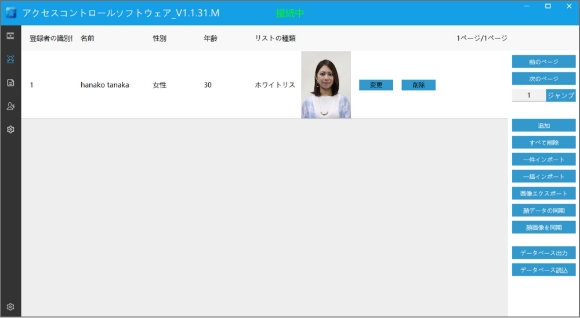 アクセスコントロールソフトウェア_V1.1.31.M 接続中
登録者の識別 名前 性別 年齢 リストの種類 1ページ/1ページ
1 hanako tanaka 女性 30 ホワイトリス 変更 削除
前のページ
次のページ
1 ジャンプ
追加
すべて削除
一件インポート
一括インポート
画像エクスポート
顔データの同期
顔画像を同期
データベース出力
データベース読込